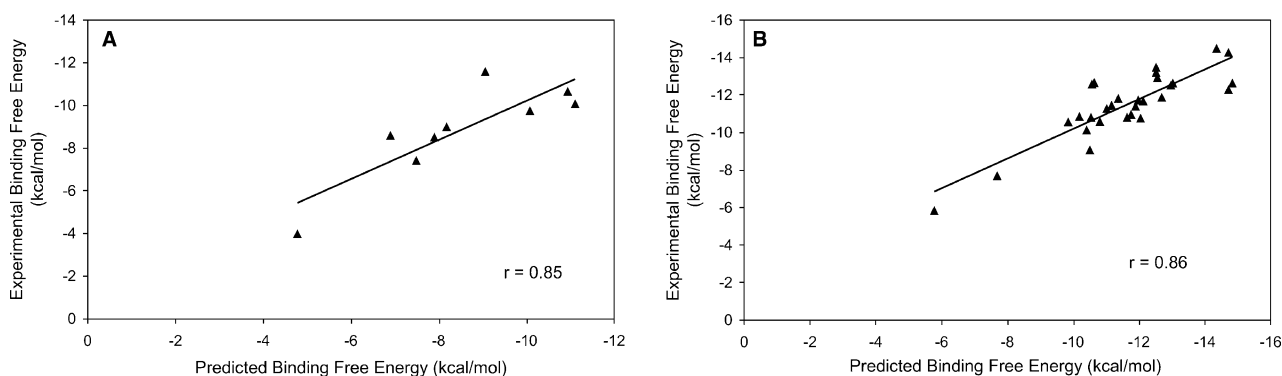 A
Experimental Binding Free Energy
(kcal/mol)
-14
-12
-10
-8
-6
-4
-2
0
r = 0.85
0 -2 -4 -6 -8 -10 -12
Predicted Binding Free Energy (kcal/mol)
B
Experimental Binding Free Energy
(kcal/mol)
-16
-14
-12
-10
-8
-6
-4
-2
0
r = 0.86
0 -2 -4 -6 -8 -10 -12 -14 -16
Predicted Binding Free Energy (kcal/mol)